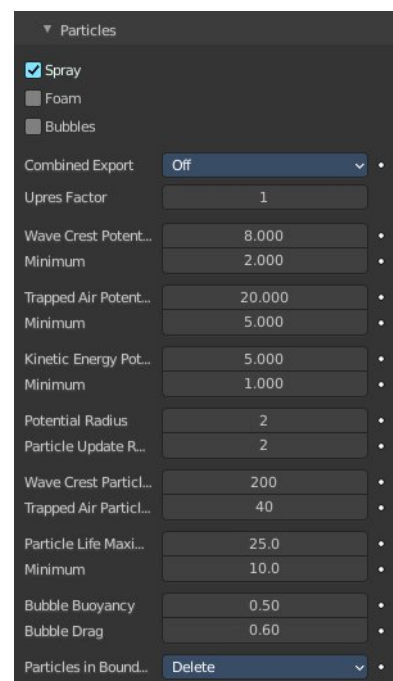 Particles
Spray
Foam
Bubbles
Combined Export Off
Upres Factor 1
Wave Crest Potent... 8.000
Minimum 2.000
Trapped Air Potent... 20.000
Minimum 5.000
Kinetic Energy Pot... 5.000
Minimum 1.000
Potential Radius 2
Particle Update R... 2
Wave Crest Particl... 200
Trapped Air Particl... 40
Particle Life Maxi... 25.0
Minimum 10.0
Bubble Buoyancy 0.50
Bubble Drag 0.60
Particles in Bound... Delete